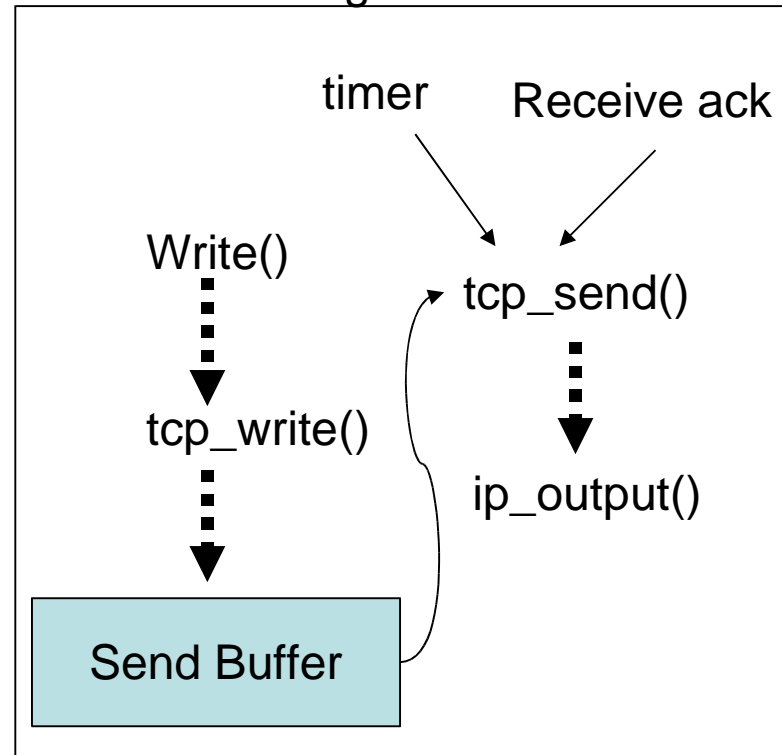 timer
Receive ack
Write()
tcp_send()
tcp_write()
ip_output()
Send Buffer